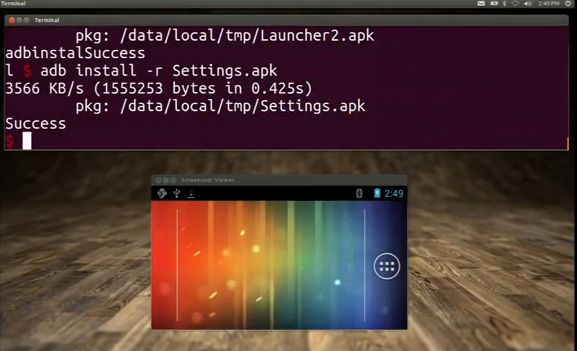 Terminal
2:49 PM
Terminal
pkg: /data/local/tmp/Launcher2.apk
adbinstalSuccess
l $ adb install -r Settings.apk
3566 KB/s (1555253 bytes in 0.425s)
pkg: /data/local/tmp/Settings.apk
Success
$
Screencast Viewer
2:49